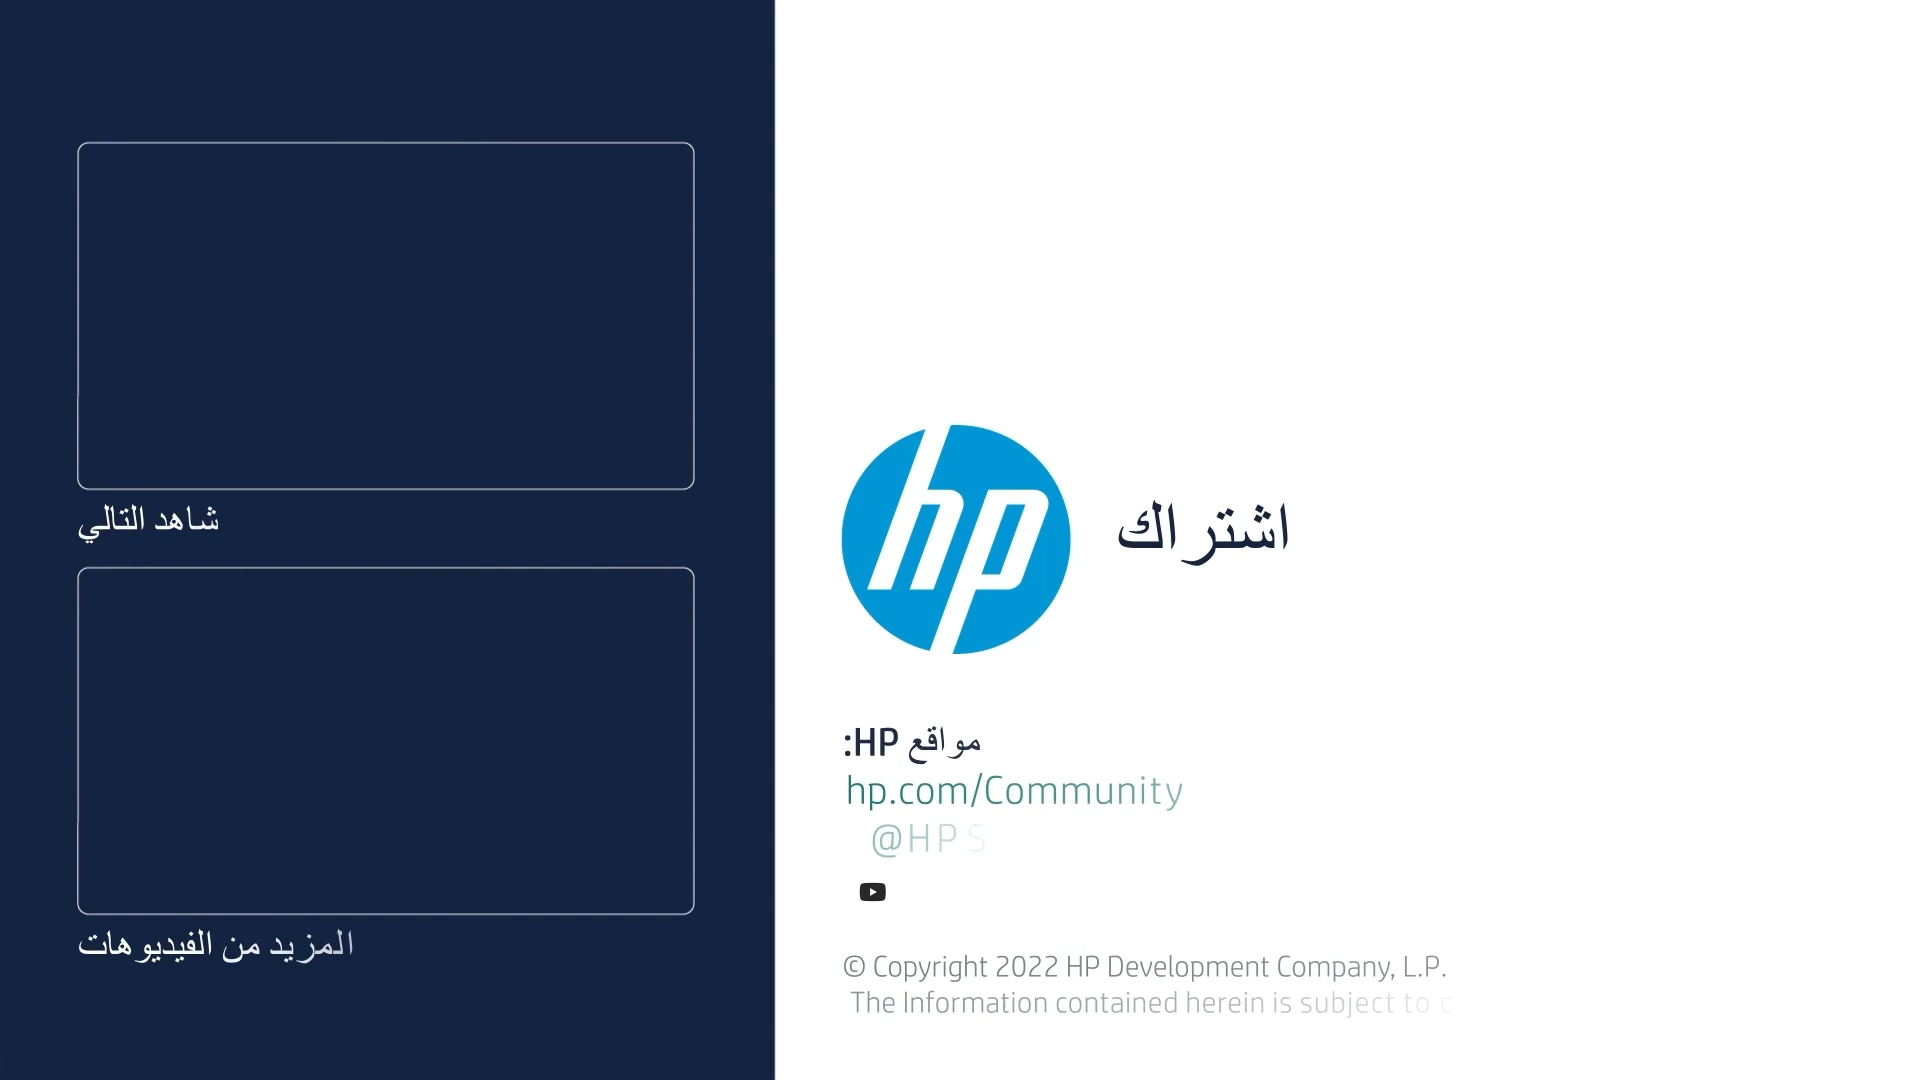 شاهد التالي
المزيد من الفيديوهات
hp
اشتراك
مواقع HP:
hp.com/Community
@HP S
© Copyright 2022 HP Development Company, L.P.
The Information contained herein is subject to c